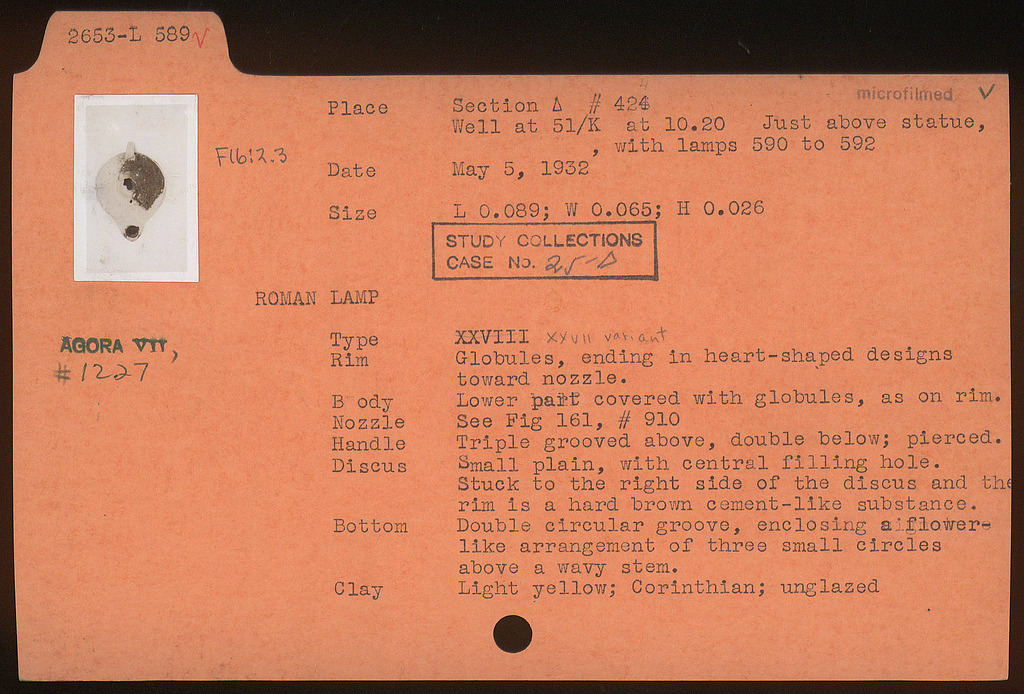 2653-L 589 √
microfilmed √
Place Section Δ # 424
Well at 51/K at 10.20 Just above statue,
, with lamps 590 to 592
F1612.3
Date May 5, 1932
Size L 0.089; W 0.065; H 0.026
STUDY COLLECTIONS
CASE No. 25-Δ
ROMAN LAMP
AGORA VII,
# 1227
Type XXVIII XXVII variant
Rim Globules, ending in heart-shaped designs
toward nozzle.
B ody Lower part covered with globules, as on rim.
Nozzle See Fig 161, # 910
Handle Triple grooved above, double below; pierced.
Discus Small plain, with central filling hole.
Stuck to the right side of the discus and the
rim is a hard brown cement-like substance.
Bottom Double circular groove, enclosing a flower-
like arrangement of three small circles
above a wavy stem.
Clay Light yellow; Corinthian; unglazed